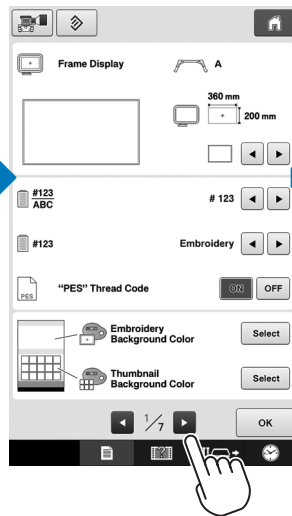 Frame Display
A
360 mm
200 mm
#123
ABC
# 123
#123
Embroidery
PES
“PES” Thread Code
ON
OFF
Embroidery
Background Color
Select
Thumbnail
Background Color
Select
1/7
OK